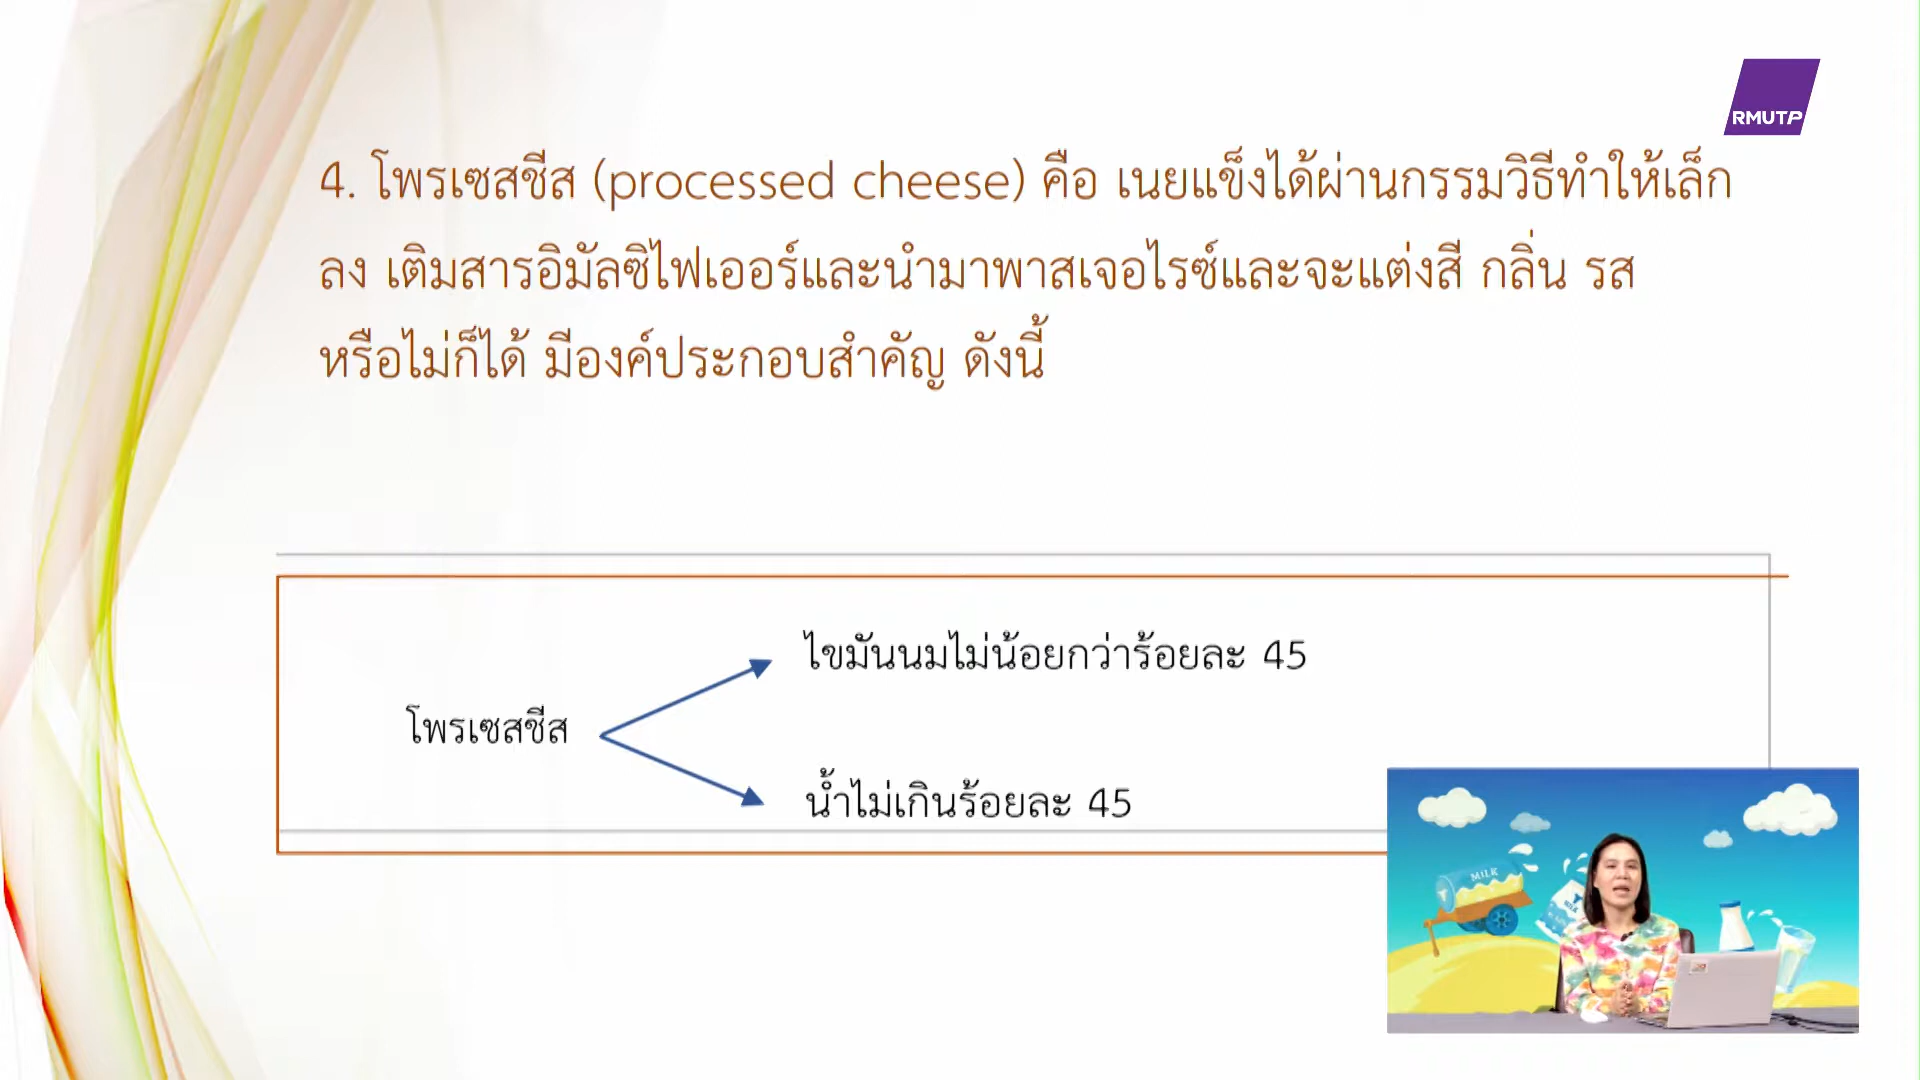 RMUTP
4. โพรเซสชีส (processed cheese) คือ เนยแข็งได้ผ่านกรรมวิธีทำให้เล็ก
ลง เติมสารอิมัลซิไฟเออร์และนำมาพาสเจอไรซ์และจะแต่งสี กลิ่น รส
หรือไม่ก็ได้ มีองค์ประกอบสำคัญ ดังนี้
ไขมันนมไม่น้อยกว่าร้อยละ 45
โพรเซสชีส
น้ำไม่เกินร้อยละ 45
MILK